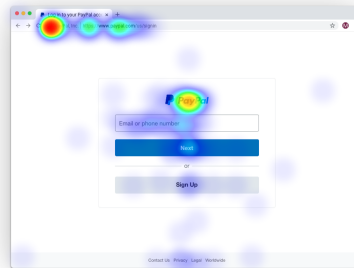 Log in to your PayPal acc
www.paypal.com/us/signin
M
PayPal
Email or phone number
Next
or
Sign Up
Contact Us Privacy Legal Worldwide